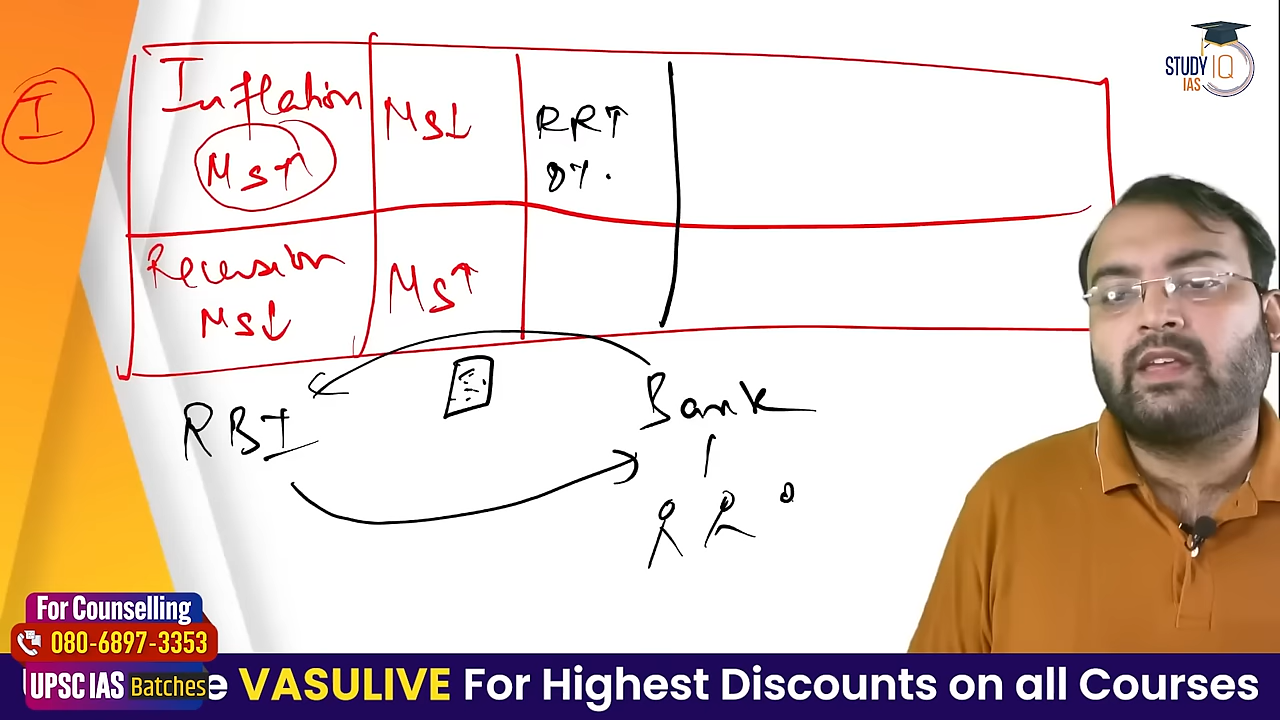 I
Inflation
MS↑
MS↓
RR↑
8%.
Recession
MS↓
MS↑
RBI
Bank
STUDY IQ
IAS
For Counselling
080-6897-3353
UPSC IAS Batches
e VASULIVE For Highest Discounts on all Courses